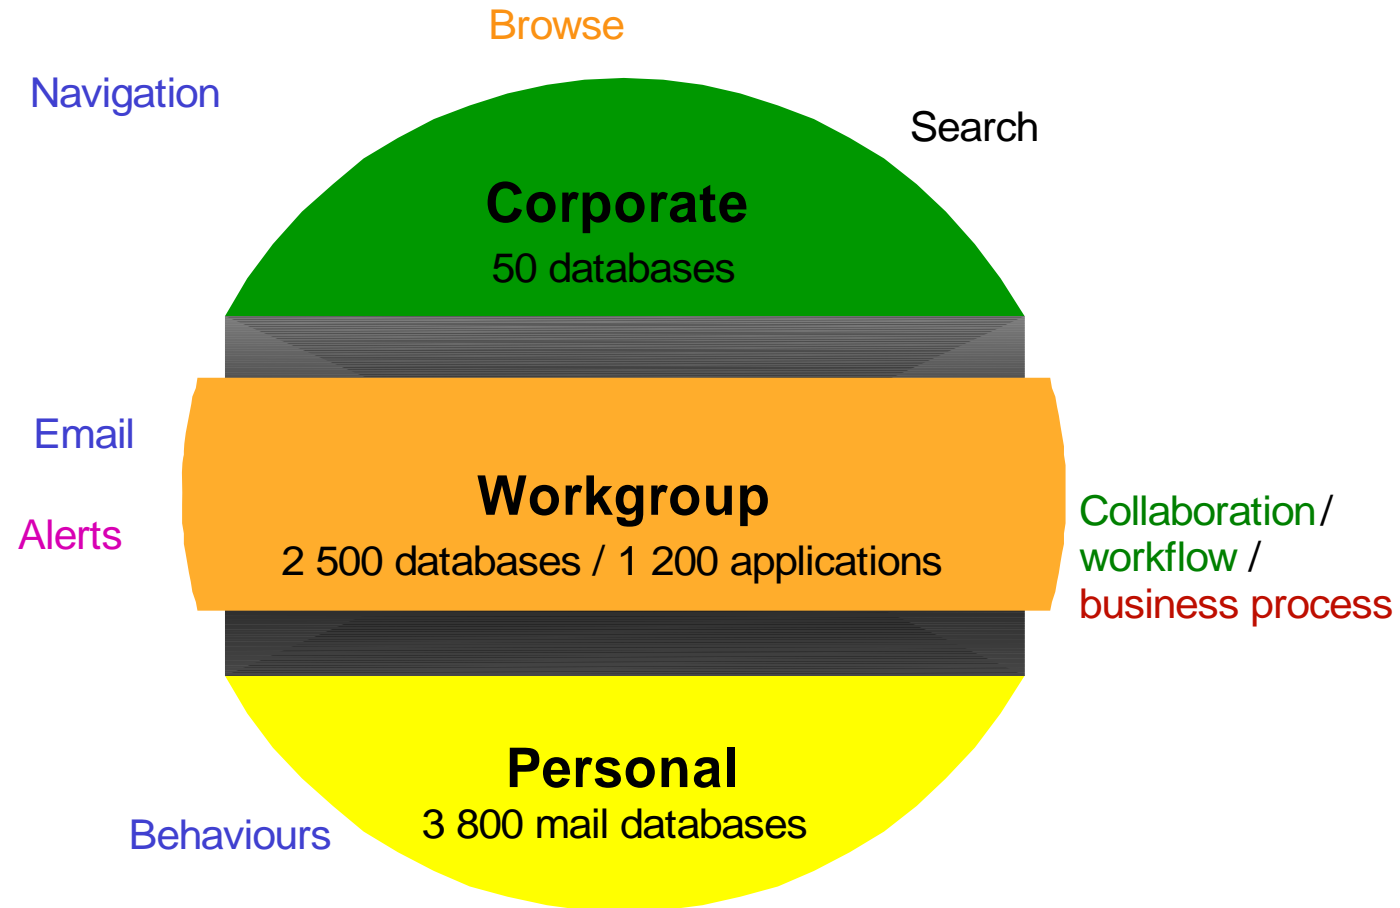 Browse
Navigation
Search
Corporate
50 databases
Email
Workgroup
Alerts
2 500 databases / 1 200 applications
Collaboration/
workflow /
business process
Personal
3 800 mail databases
Behaviours